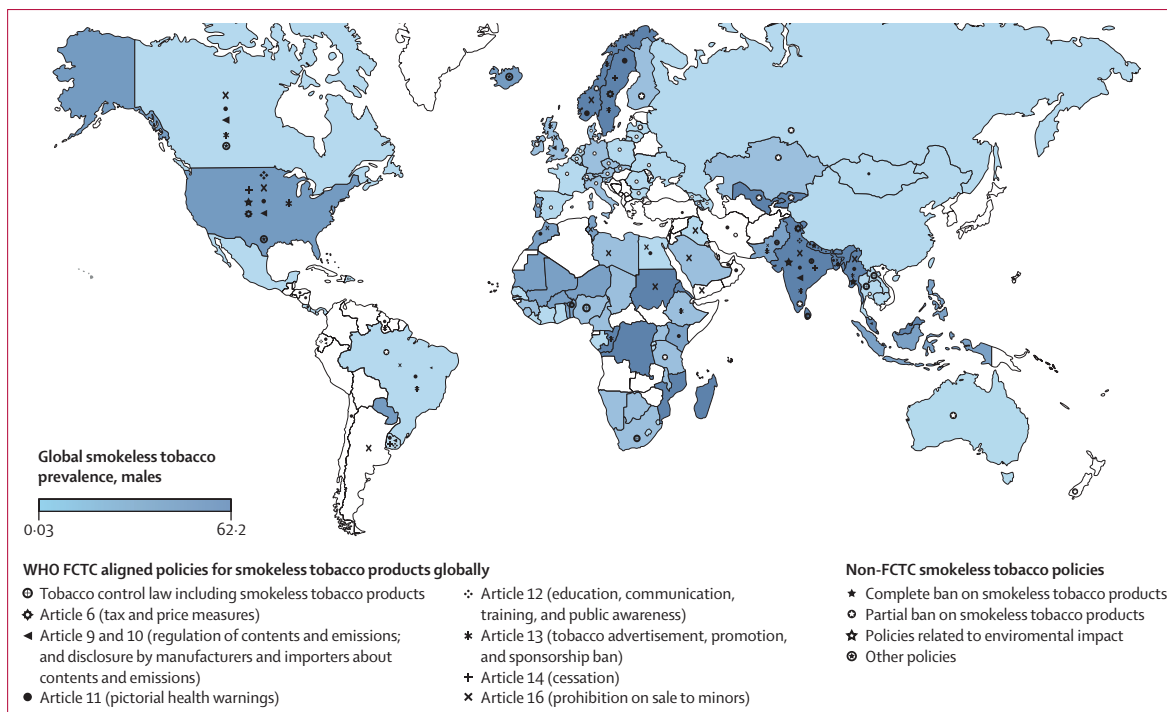 Global smokeless tobacco
prevalence, males
0·03
62·2
WHO FCTC aligned policies for smokeless tobacco products globally
Tobacco control law including smokeless tobacco products
Article 6 (tax and price measures)
Article 9 and 10 (regulation of contents and emissions;
and disclosure by manufacturers and importers about
contents and emissions)
Article 11 (pictorial health warnings)
Article 12 (education, communication,
training, and public awareness)
Article 13 (tobacco advertisement, promotion,
and sponsorship ban)
Article 14 (cessation)
Article 16 (prohibition on sale to minors)
Non-FCTC smokeless tobacco policies
Complete ban on smokeless tobacco products
Partial ban on smokeless tobacco products
Policies related to enviromental impact
Other policies